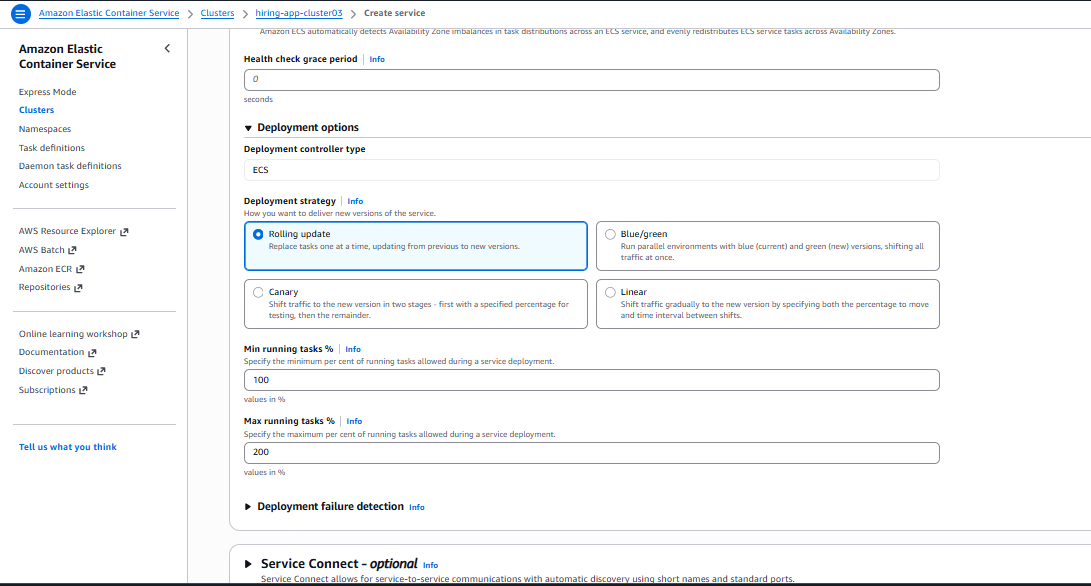 Amazon Elastic Container Service > Clusters > hiring-app-cluster03 > Create service
Amazon Elastic
Container Service
Express Mode
Clusters
Namespaces
Task definitions
Daemon task definitions
Account settings
AWS Resource Explorer
AWS Batch
Amazon ECR
Repositories
Online learning workshop
Documentation
Discover products
Subscriptions
Tell us what you think
Amazon ECS automatically detects Availability Zone imbalances in task distributions across an ECS service, and evenly redistributes ECS service tasks across Availability Zones.
Health check grace period Info
0
seconds
Deployment options
Deployment controller type
ECS
Deployment strategy Info
How you want to deliver new versions of the service.
Rolling update
Replace tasks one at a time, updating from previous to new versions.
Blue/green
Run parallel environments with blue (current) and green (new) versions, shifting all
traffic at once.
Canary
Shift traffic to the new version in two stages - first with a specified percentage for
testing, then the remainder.
Linear
Shift traffic gradually to the new version by specifying both the percentage to move
and time interval between shifts.
Min running tasks % Info
Specify the minimum per cent of running tasks allowed during a service deployment.
100
values in %
Max running tasks % Info
Specify the maximum per cent of running tasks allowed during a service deployment.
200
values in %
Deployment failure detection Info
Service Connect - optional Info
Service Connect allows for service-to-service communications with automatic discovery using short names and standard ports.